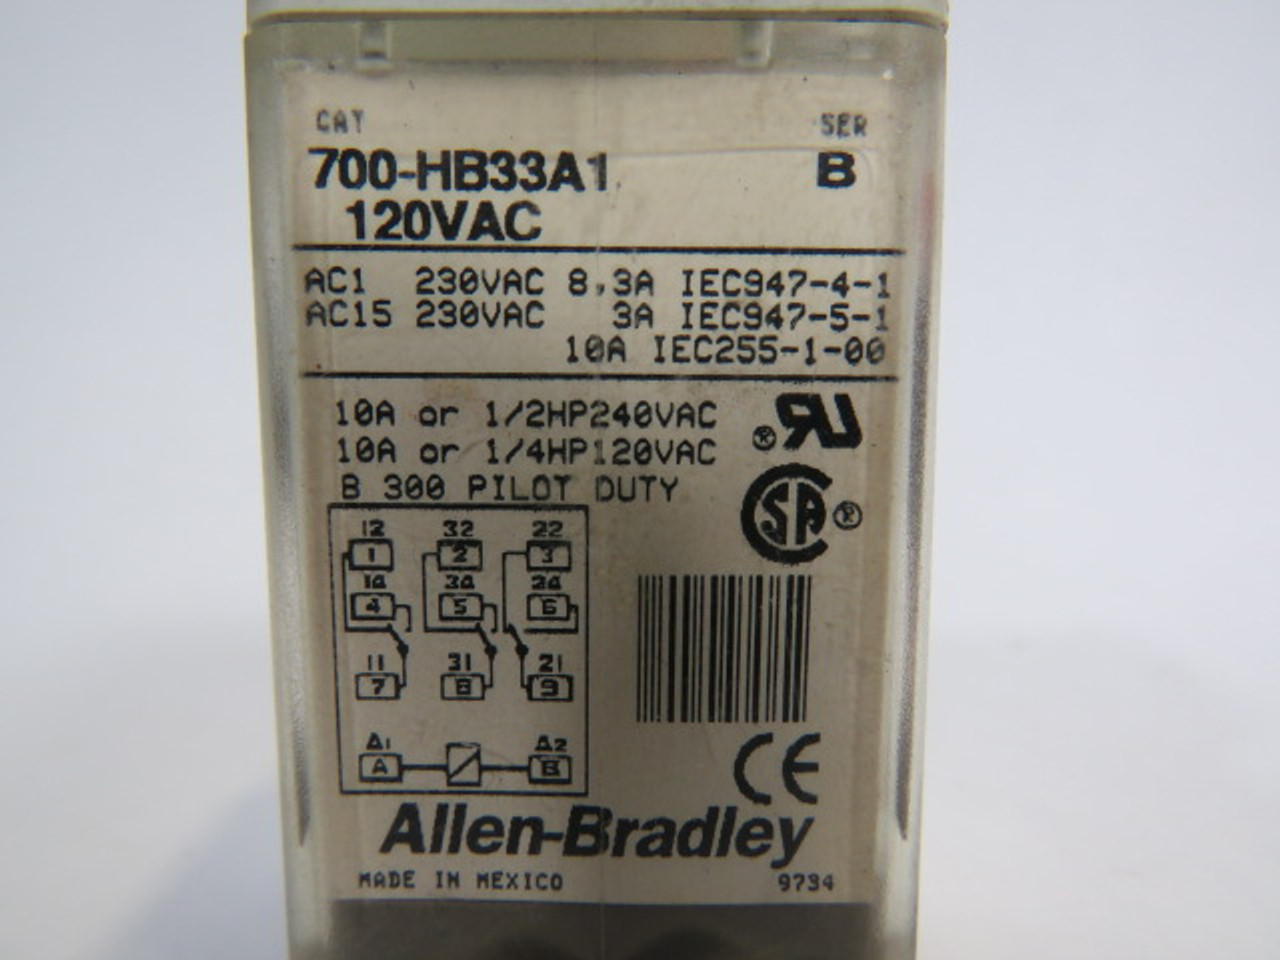 CAT SER
700-HB33A1 B
120VAC
AC1 230VAC 8,3A IEC947-4-1
AC15 230VAC 3A IEC947-5-1
10A IEC255-1-00
10A or 1/2HP240VAC
10A or 1/4HP120VAC
B 300 PILOT DUTY
RU ®
SA ®
12 32 22
1 2 3
14 34 24
4 5 6
11 31 21
7 8 9
A1 A2
A B
CE
Allen-Bradley
MADE IN MEXICO 9734